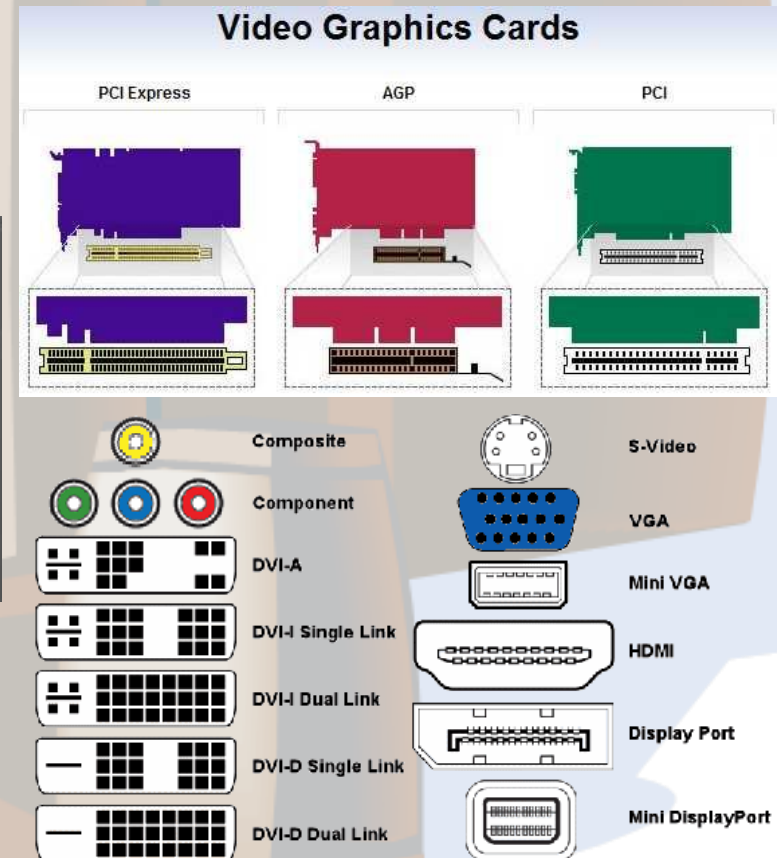 Video Graphics Cards
PCI Express
AGP
PCI
Composite
Component
DVI-A
DVI-I Single Link
DVI-I Dual Link
DVI-D Single Link
DVI-D Dual Link
S-Video
VGA
Mini VGA
HDMI
Display Port
Mini DisplayPort